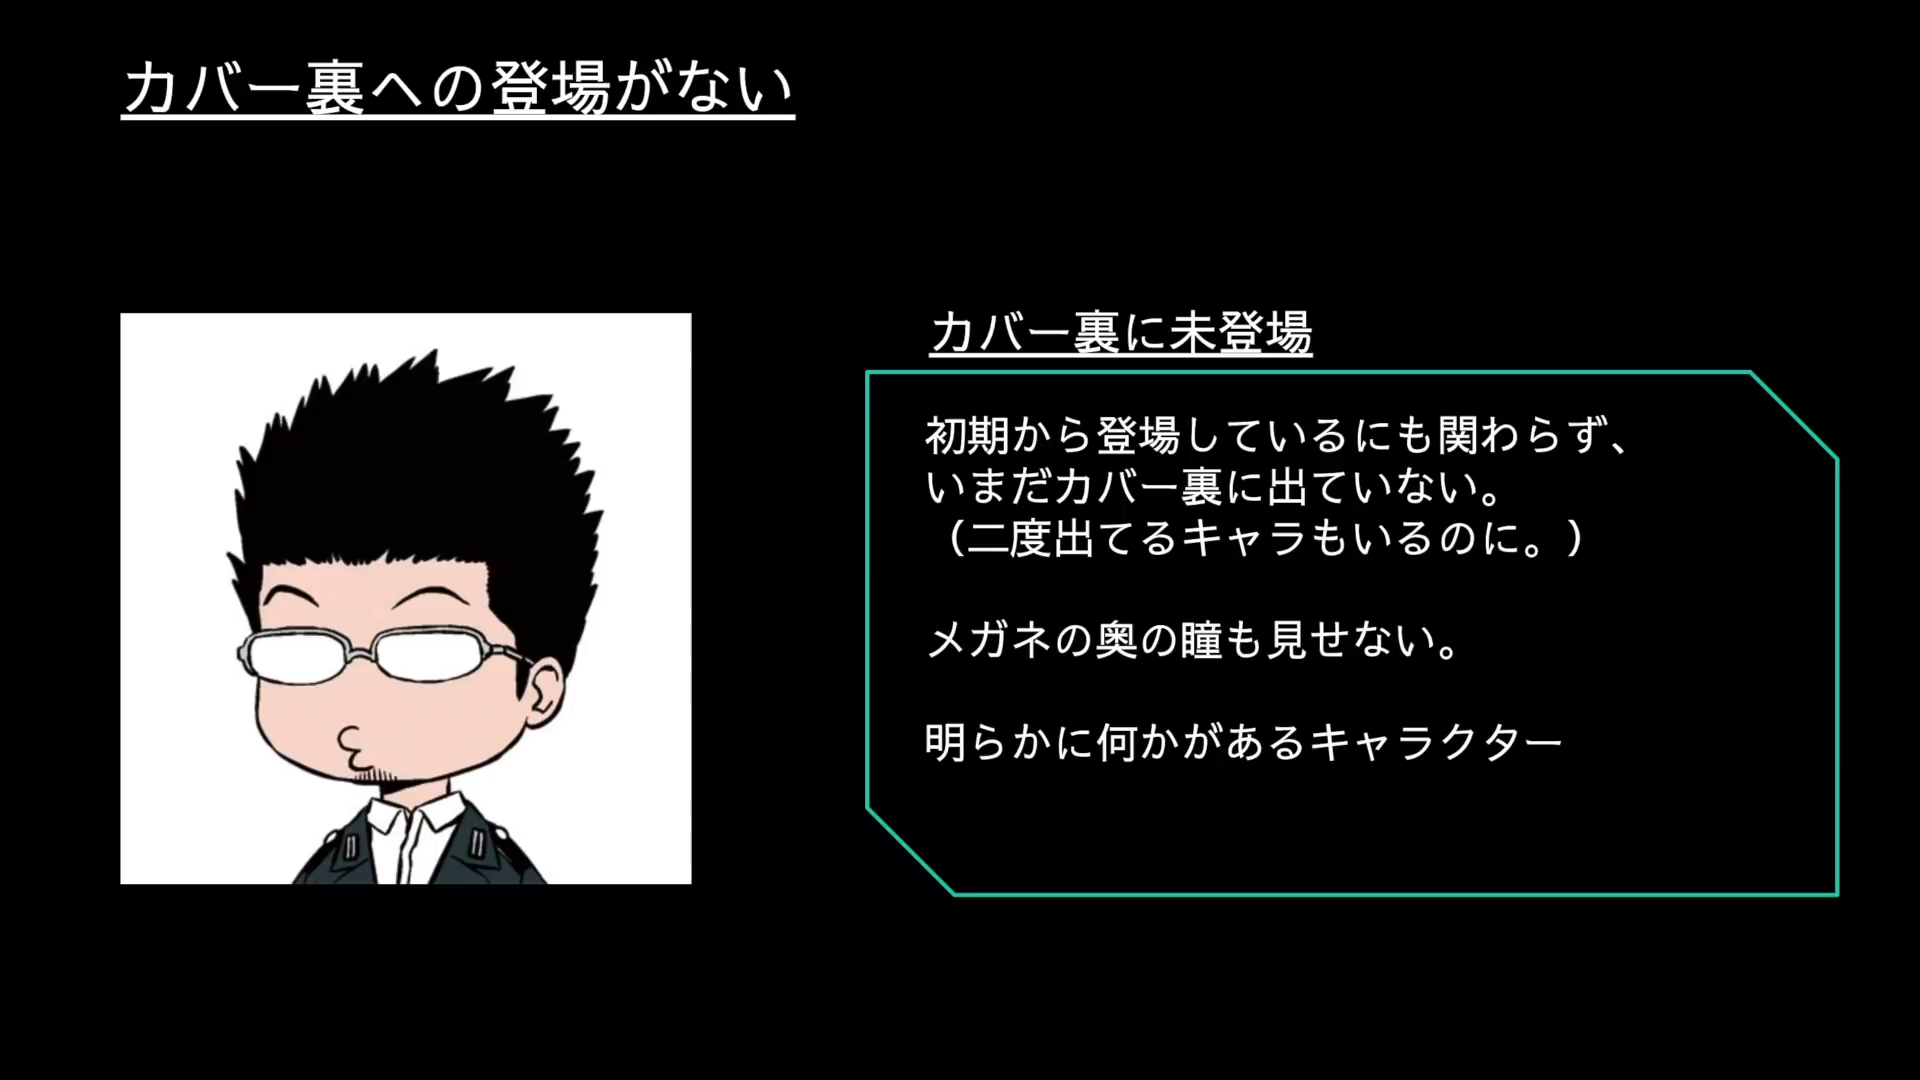 カバー裏への登場がない
カバー裏に未登場
初期から登場しているにも関わらず、
いまだカバー裏に出ていない。
（二度出てるキャラもいるのに。）
メガネの奥の瞳も見せない。
明らかに何かがあるキャラクター